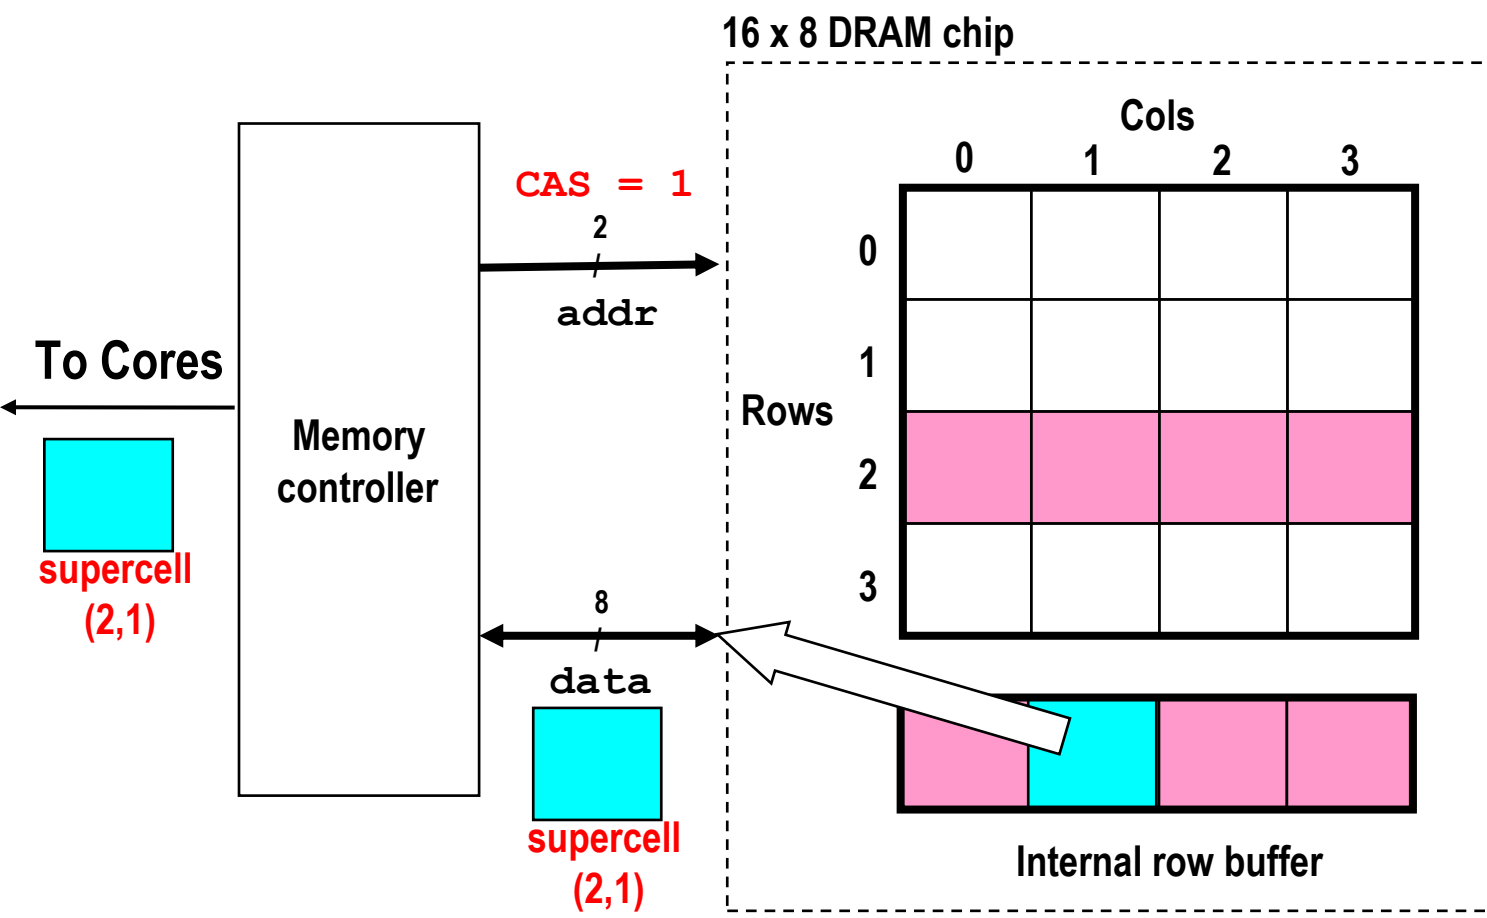 16 x 8 DRAM chip
Cols
0 1 2 3
CAS = 1
2
addr
0
1
Rows
2
3
To Cores
Memory
controller
supercell
(2,1)
8
data
supercell
(2,1)
Internal row buffer